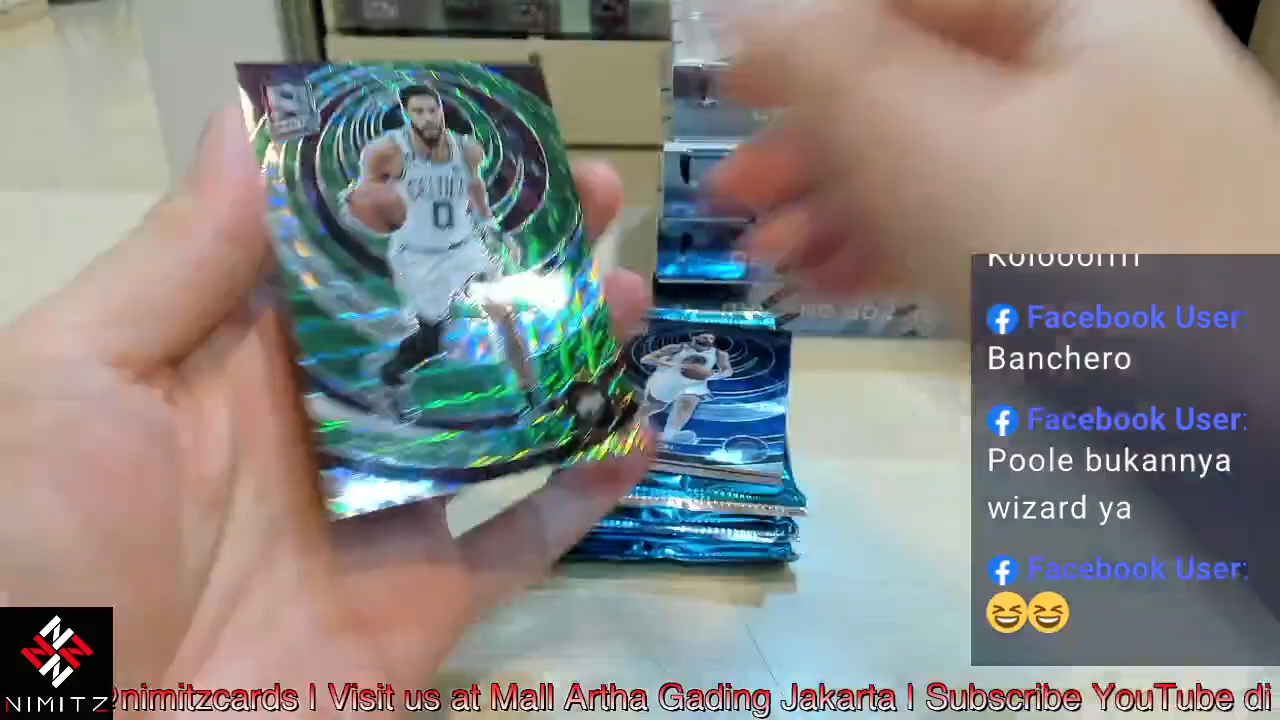 CELTICS
0
Kolooorrr
Facebook User:
Banchero
Facebook User:
Poole bukannya
wizard ya
Facebook User:
😆😆
NIMITZ
@nimitzcards | Visit us at Mall Artha Gading Jakarta | Subscribe YouTube di